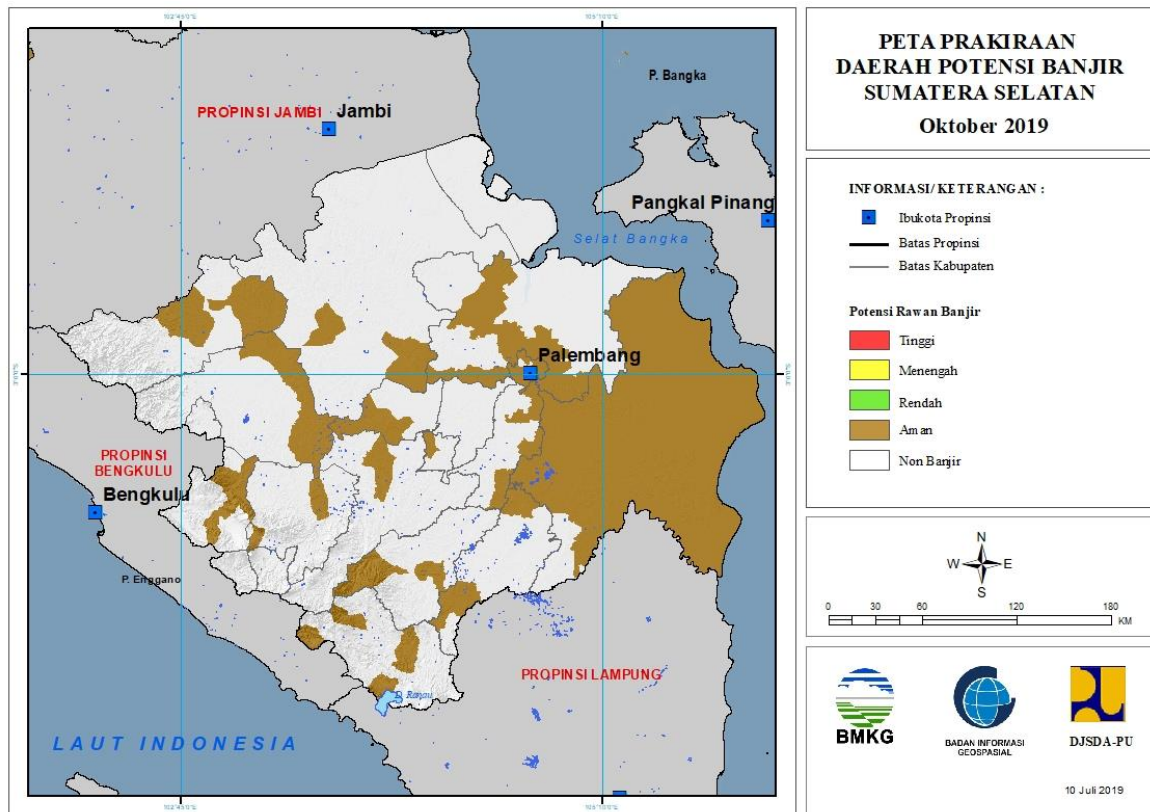 PETA PRAKIRAAN
DAERAH POTENSI BANJIR
SUMATERA SELATAN
Oktober 2019
INFORMASI/ KETERANGAN :
Ibukota Propinsi
Batas Propinsi
Batas Kabupaten
Potensi Rawan Banjir
Tinggi
Menengah
Rendah
Aman
Non Banjir
N
W E
S
0 30 60 120 180
KM
BMKG
BADAN INFORMASI
GEOSPASIAL
DJSDA-PU
10 Juli 2019
P. Bangka
PROPINSI JAMBI
Jambi
Pangkal Pinang
Selat Bangka
Palembang
PROPINSI
BENGKULU
Bengkulu
P. Enggano
PROPINSI LAMPUNG
D. Ranau
LAUT INDONESIA